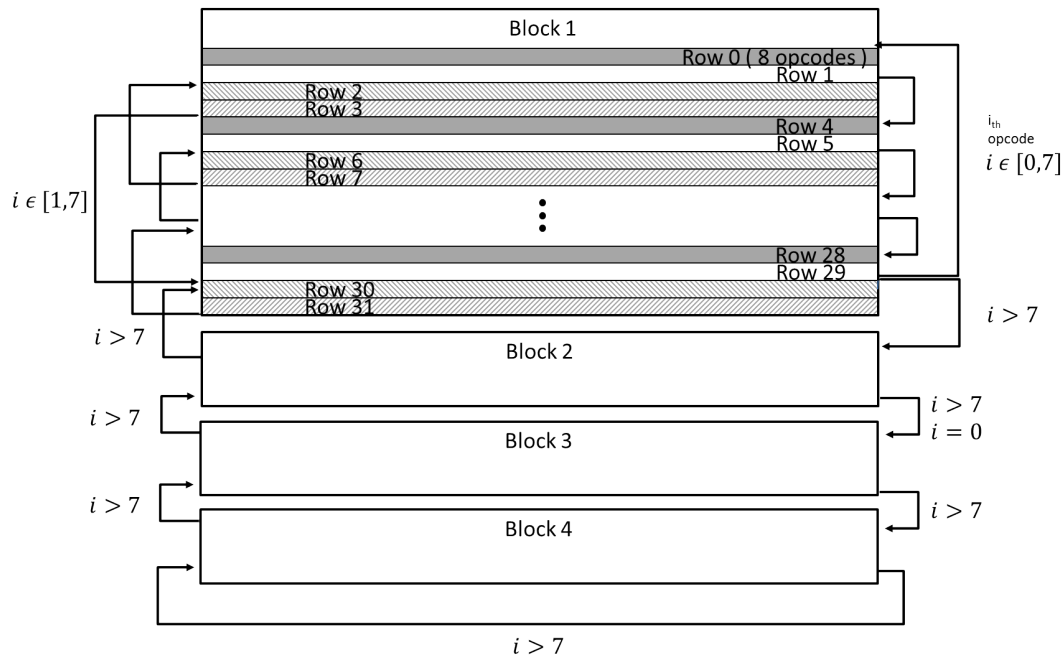 Block 1
Row 0 ( 8 opcodes )
Row 1
Row 2
Row 3
Row 4
Row 5
Row 6
Row 7
Row 28
Row 29
Row 30
Row 31
i ϵ [1,7]
i_th
opcode
i ϵ [0,7]
i > 7
i > 7
Block 2
i > 7
i > 7
i = 0
Block 3
i > 7
i > 7
Block 4
i > 7